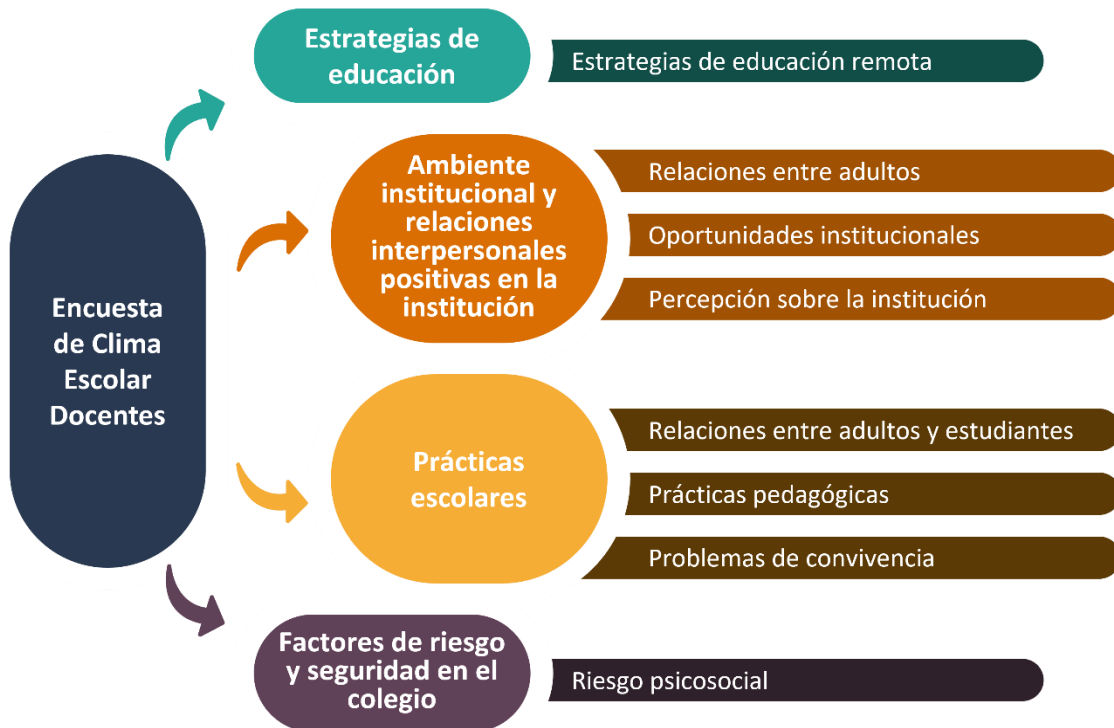 Encuesta
de Clima
Escolar
Docentes
Estrategias de
educación
Estrategias de educación remota
Ambiente
institucional y
relaciones
interpersonales
positivas en la
institución
Relaciones entre adultos
Oportunidades institucionales
Percepción sobre la institución
Prácticas
escolares
Relaciones entre adultos y estudiantes
Prácticas pedagógicas
Problemas de convivencia
Factores de riesgo
y seguridad en el
colegio
Riesgo psicosocial